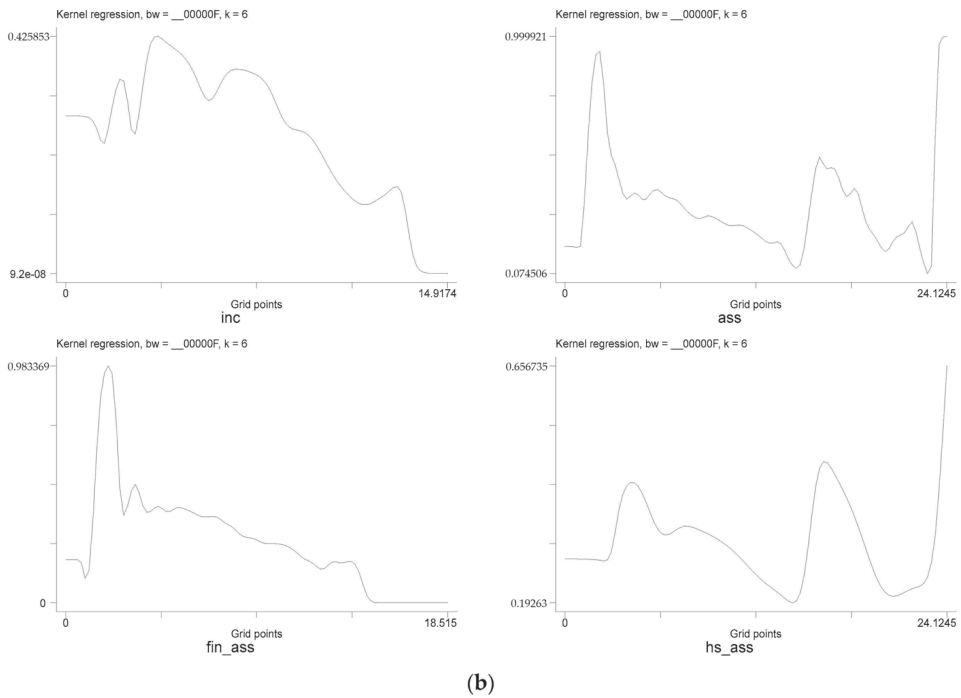 Kernel regression, bw = __00000F, k = 6
0.425853
9.2e-08
0
14.9174
Grid points
inc
Kernel regression, bw = __00000F, k = 6
0.999921
0.074506
0
24.1245
Grid points
ass
Kernel regression, bw = __00000F, k = 6
0.983369
0
0
18.515
Grid points
fin_ass
Kernel regression, bw = __00000F, k = 6
0.656735
0.19263
0
24.1245
Grid points
hs_ass
(b)